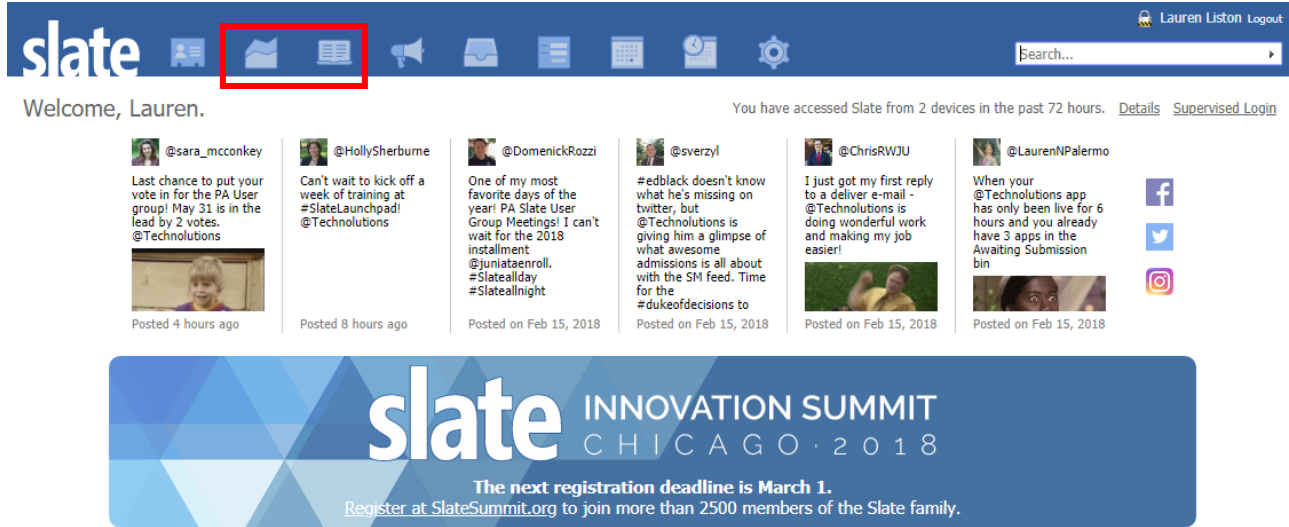 Lauren Liston Logout
slate
Search...
Welcome, Lauren.
You have accessed Slate from 2 devices in the past 72 hours. Details Supervised Login
@sara_mcconkey
Last chance to put your
vote in for the PA User
group! May 31 is in the
lead by 2 votes.
@Technolutions
Posted 4 hours ago
@HollySherburne
Can't wait to kick off a
week of training at
#SlateLaunchpad!
@Technolutions
Posted 8 hours ago
@DomenickRozzi
One of my most
favorite days of the
year! PA Slate User
Group Meetings! I can't
wait for the 2018
installment
@juniataenroll.
#Slateallday
#Slateallnight
Posted on Feb 15, 2018
@sverzyl
#edblack doesn't know
what he's missing on
twitter, but
@Technolutions is
giving him a glimpse of
what awesome
admissions is all about
with the SM feed. Time
for the
#dukeofdecisions to
Posted on Feb 15, 2018
@ChrisRWJU
I just got my first reply
to a deliver e-mail -
@Technolutions is
doing wonderful work
and making my job
easier!
Posted on Feb 15, 2018
@LaurenNPalermo
When your
@Technolutions app
has only been live for 6
hours and you already
have 3 apps in the
Awaiting Submission
bin
Posted on Feb 15, 2018
slate INNOVATION SUMMIT
CHICAGO · 2018
The next registration deadline is March 1.
Register at SlateSummit.org to join more than 2500 members of the Slate family.